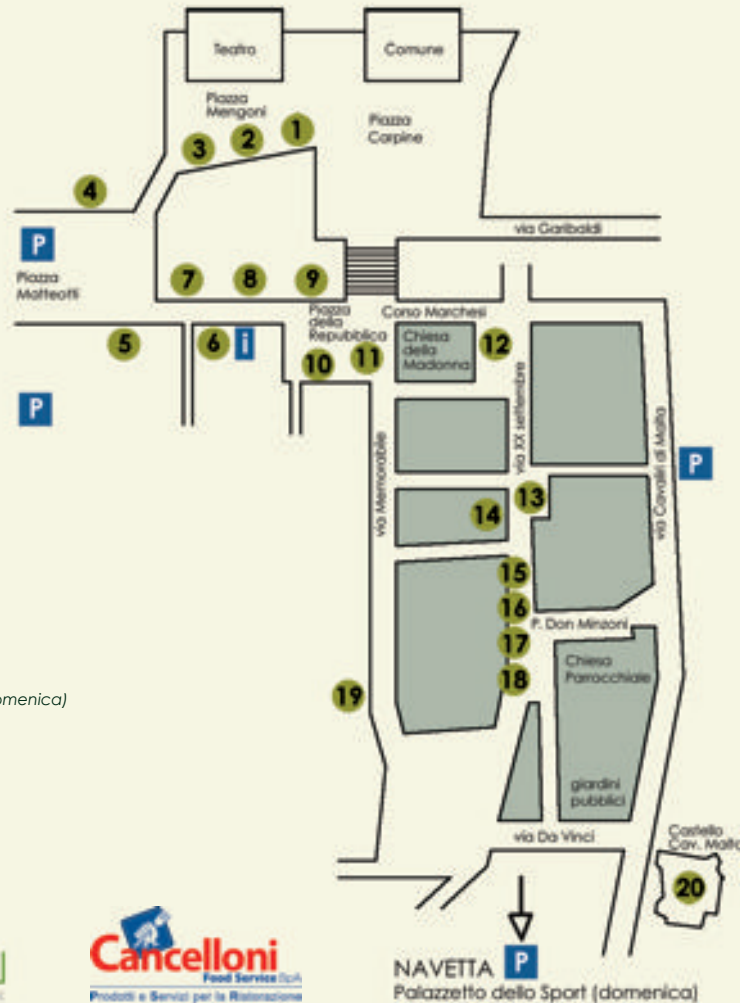 Teatro
Comune
Piazza
Mengoni
Piazza
Carpine
1
2
3
4
via Garibaldi
P
Piazza
Matteotti
7
8
9
Piazza
della
Repubblica
Corso Marchesi
5
6
i
10
11
Chiesa
della
Madonna
12
P
via Memorabile
via XX settembre
via Cavaliri di Malta
P
13
14
15
16
P. Don Minzoni
17
18
Chiesa
Parrocchiale
19
omenica)
giardini
pubblici
via Da Vinci
Castello
Cav. Malta
20
Cancelloni
Food Service SpA
Prodotti e Servizi per la Ristorazione
NAVETTA P
Palazzetto dello Sport (domenica)